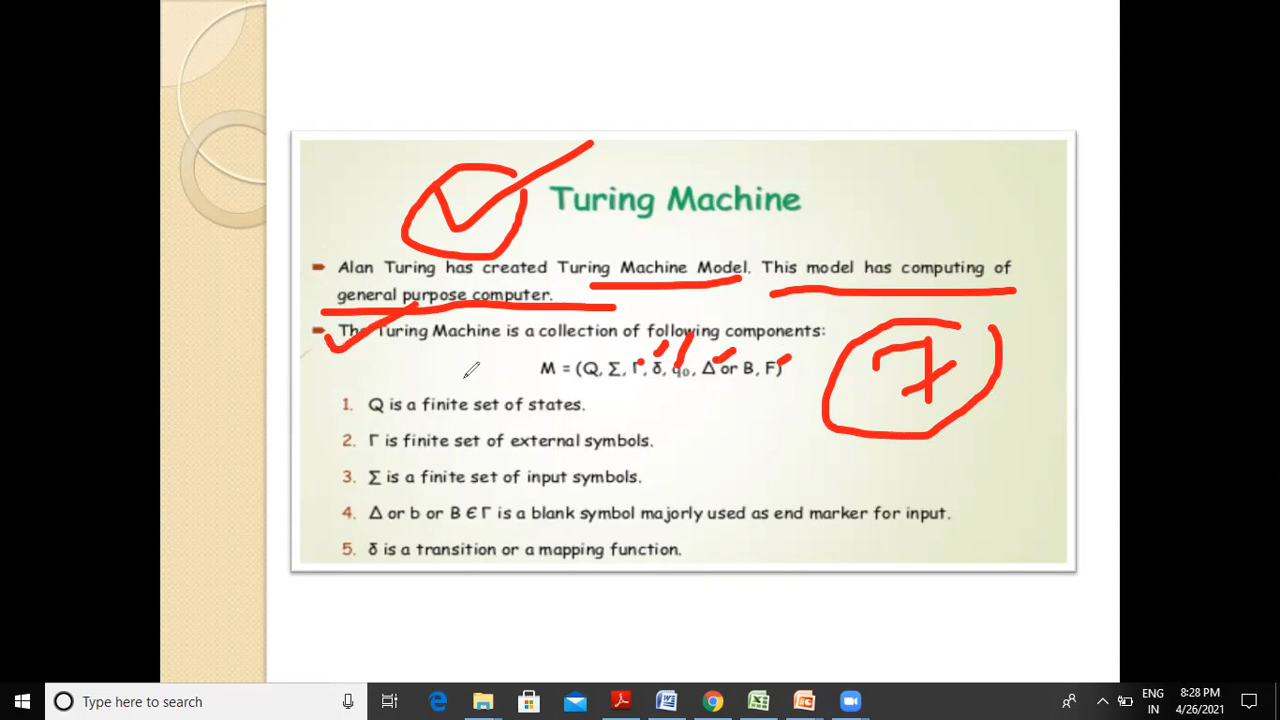 Turing Machine
Alan Turing has created Turing Machine Model. This model has computing of
general purpose computer.
The Turing Machine is a collection of following components:
M = (Q, Σ, Γ, δ, q₀, Δ or B, F)
7
1. Q is a finite set of states.
2. Γ is finite set of external symbols.
3. Σ is a finite set of input symbols.
4. Δ or b or B Є Γ is a blank symbol majorly used as end marker for input.
5. δ is a transition or a mapping function.
Type here to search
ENG
IN
8:28 PM
4/26/2021